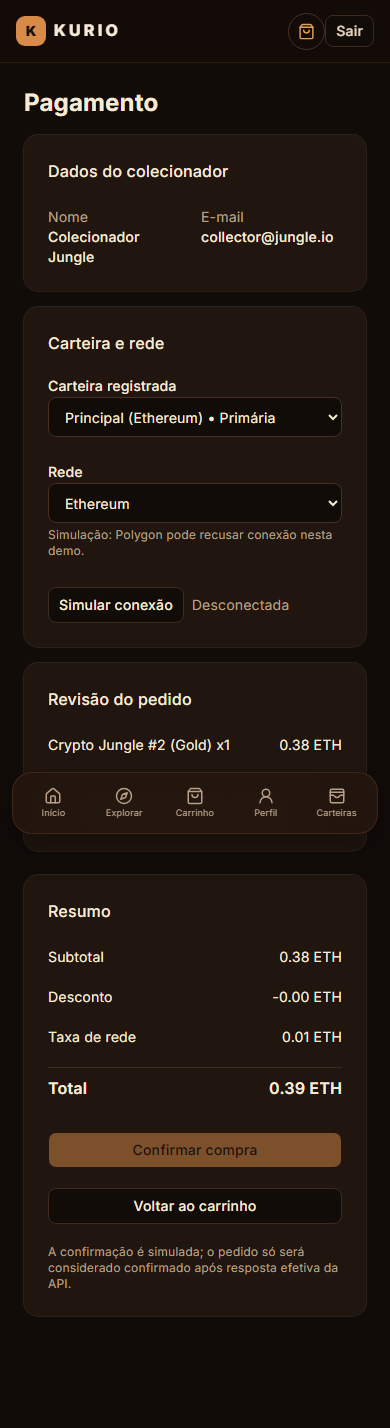 K KURIO
Sair
Pagamento
Dados do colecionador
Nome
Colecionador
Jungle
E-mail
collector@jungle.io
Carteira e rede
Carteira registrada
Principal (Ethereum) • Primária
Rede
Ethereum
Simulação: Polygon pode recusar conexão nesta
demo.
Simular conexão Desconectada
Revisão do pedido
Crypto Jungle #2 (Gold) x1 0.38 ETH
Início Explorar Carrinho Perfil Carteiras
Resumo
Subtotal 0.38 ETH
Desconto -0.00 ETH
Taxa de rede 0.01 ETH
Total 0.39 ETH
Confirmar compra
Voltar ao carrinho
A confirmação é simulada; o pedido só será
considerado confirmado após resposta efetiva da
API.